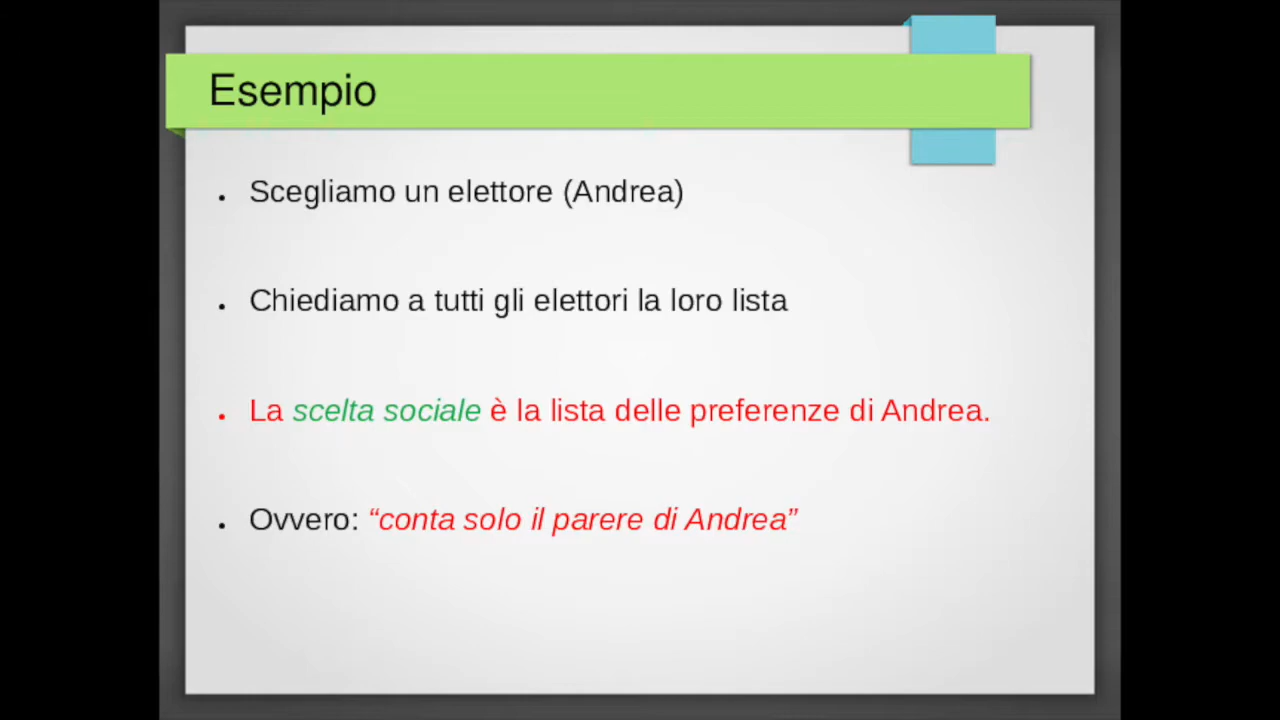 Esempio
Scegliamo un elettore (Andrea)
Chiediamo a tutti gli elettori la loro lista
La scelta sociale è la lista delle preferenze di Andrea.
Ovvero: “conta solo il parere di Andrea”